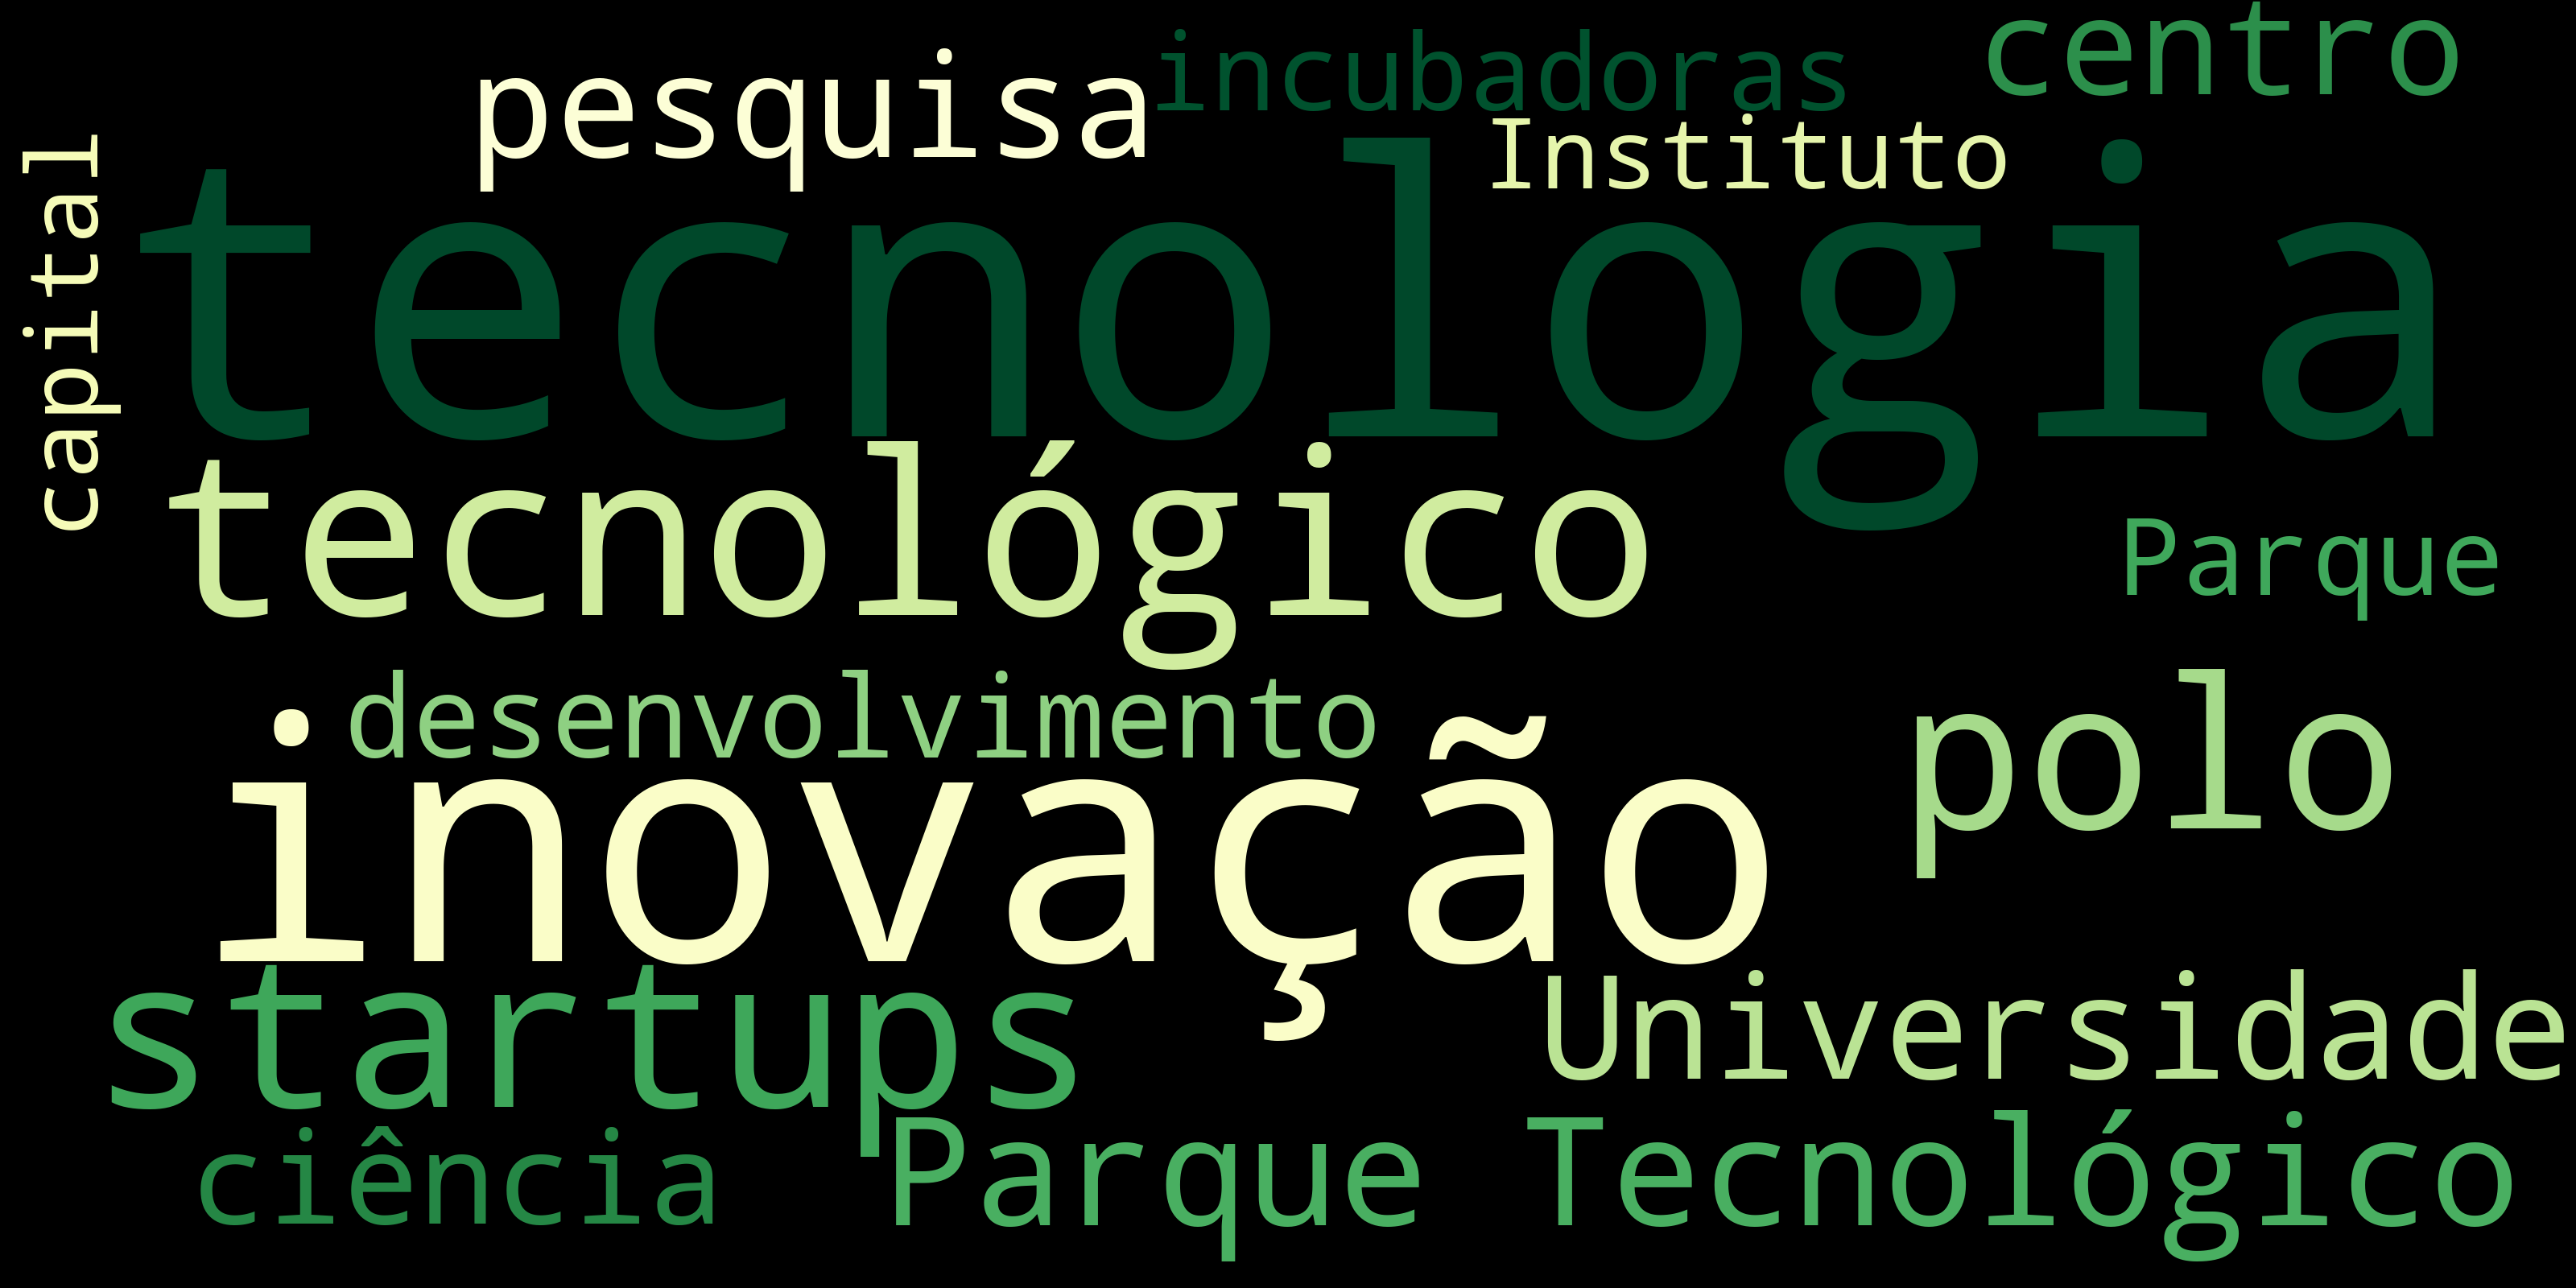 centro
incubadoras
pesquisa
Instituto
capital
tecnologia
tecnológico
Parque
desenvolvimento
polo
inovação
startups
Universidade
ciência
Parque Tecnológico